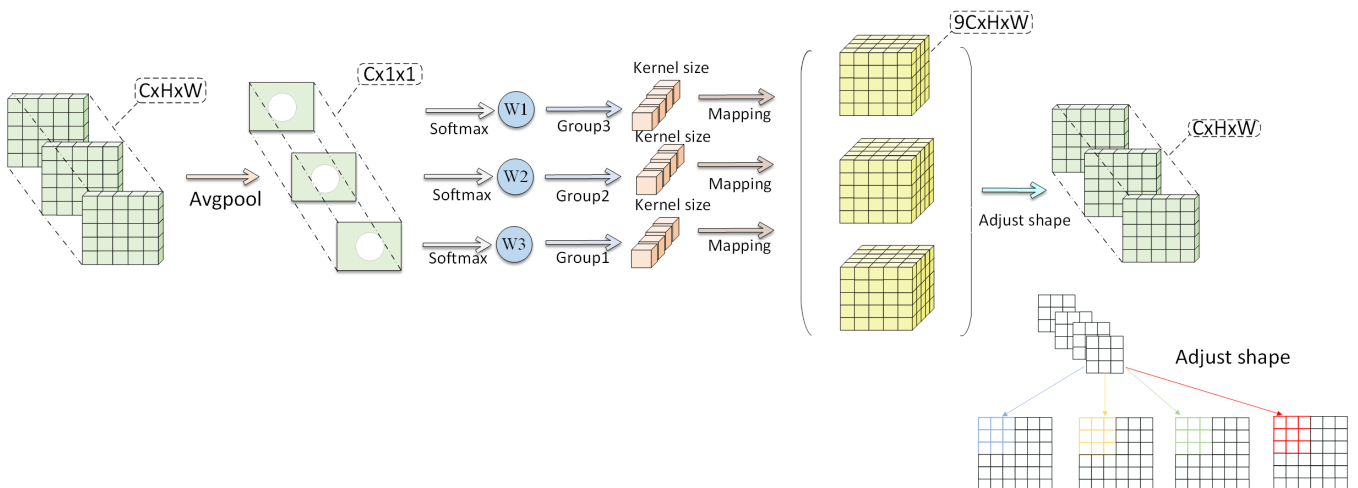 CxHxW
Avgpool
Cx1x1
Softmax
W1
Group3
Kernel size
Mapping
Softmax
W2
Group2
Kernel size
Mapping
Softmax
W3
Group1
Kernel size
Mapping
9CxHxW
Adjust shape
CxHxW
Adjust shape